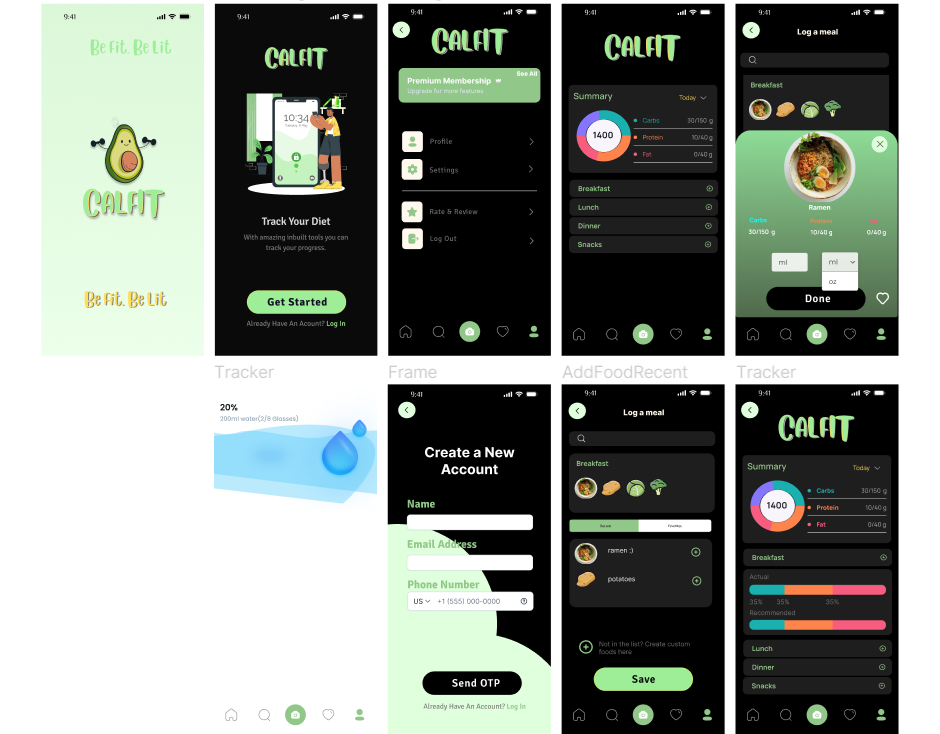 9:41
Be Fit. Be Lit
CALFIT
Be Fit. Be Lit
9:41
CALFIT
10:34
Track Your Diet
With amazing inbuilt tools you can
track your progress.
Get Started
Already Have An Acount? Log In
9:41
CALFIT
See All
Premium Membership
Upgrade for more features
Profile
Settings
Rate & Review
Log Out
9:41
CALFIT
Summary
Today
1400
Carbs 30/150 g
Protein 10/40 g
Fat 0/40 g
Breakfast
Lunch
Dinner
Snacks
9:41
Log a meal
Breakfast
Ramen
Carbs Protein
30/150 g 10/40 g 0/40 g
ml ml
oz
Done
Tracker
20%
200ml water(2/8 Glasses)
Frame
9:41
Create a New
Account
Name
Email Address
Phone Number
US +1 (555) 000-0000
Send OTP
Already Have An Account? Log In
AddFoodRecent
9:41
Log a meal
Breakfast
ramen :)
potatoes
Not in the list? Create custom
foods here
Save
Tracker
9:41
CALFIT
Summary
Today
1400
Carbs 30/150 g
Protein 10/40 g
Fat 0/40 g
Breakfast
Actual
35% 35% 35%
Recommended
Lunch
Dinner
Snacks